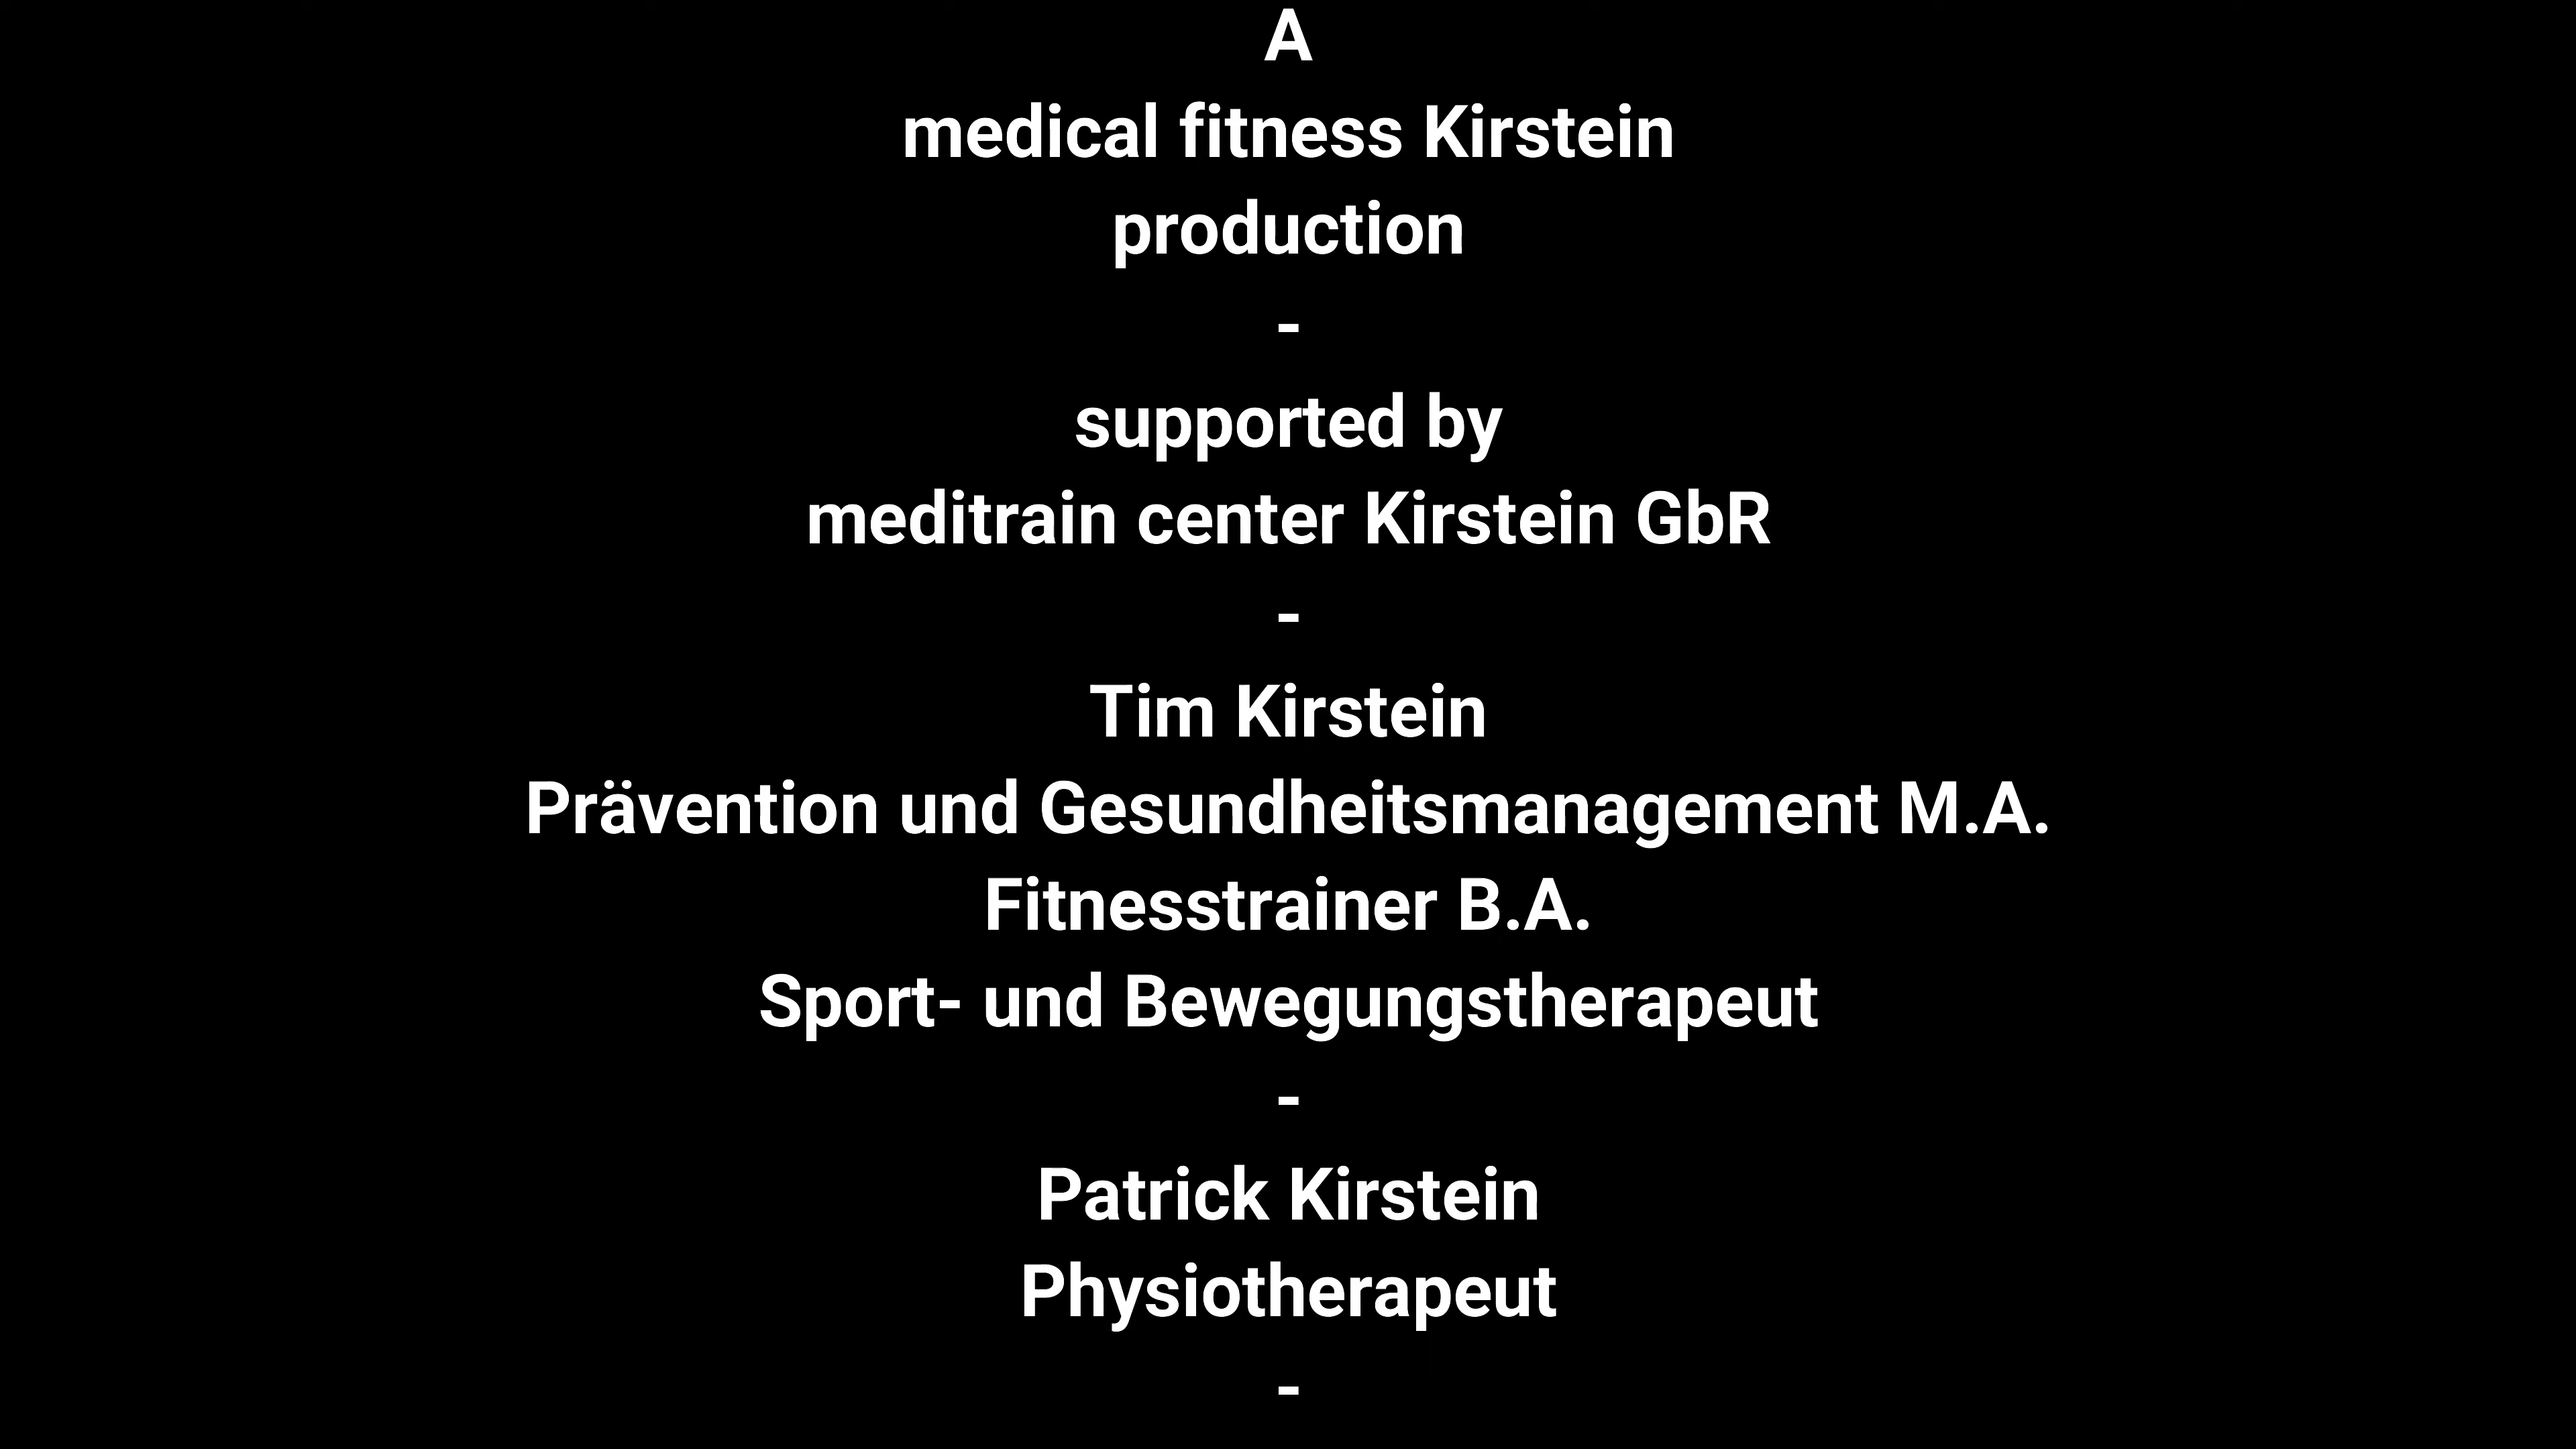 A
medical fitness Kirstein
production
-
supported by
meditrain center Kirstein GbR
-
Tim Kirstein
Prävention und Gesundheitsmanagement M.A.
Fitnesstrainer B.A.
Sport- und Bewegungstherapeut
-
Patrick Kirstein
Physiotherapeut
-